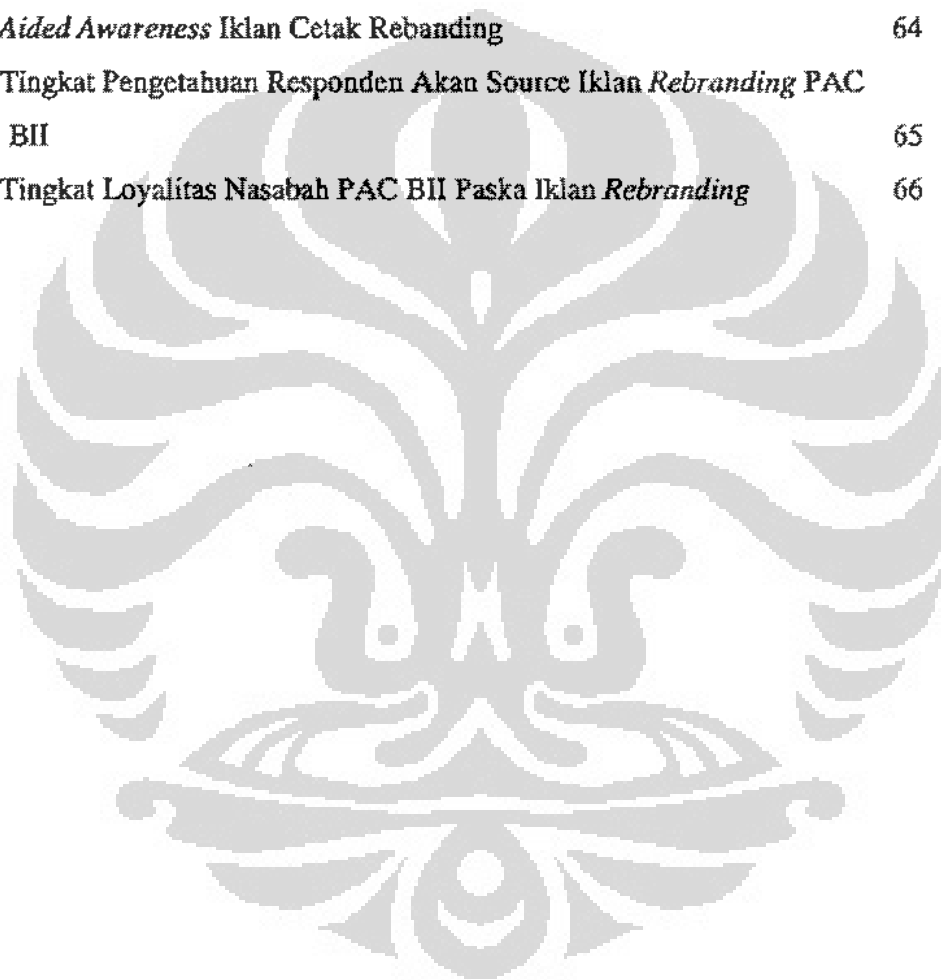 Aided Awareness Iklan Cetak Rebanding 64
Tingkat Pengetahuan Responden Akan Source Iklan Rebranding PAC
BII 65
Tingkat Loyalitas Nasabah PAC BII Paska Iklan Rebranding 66